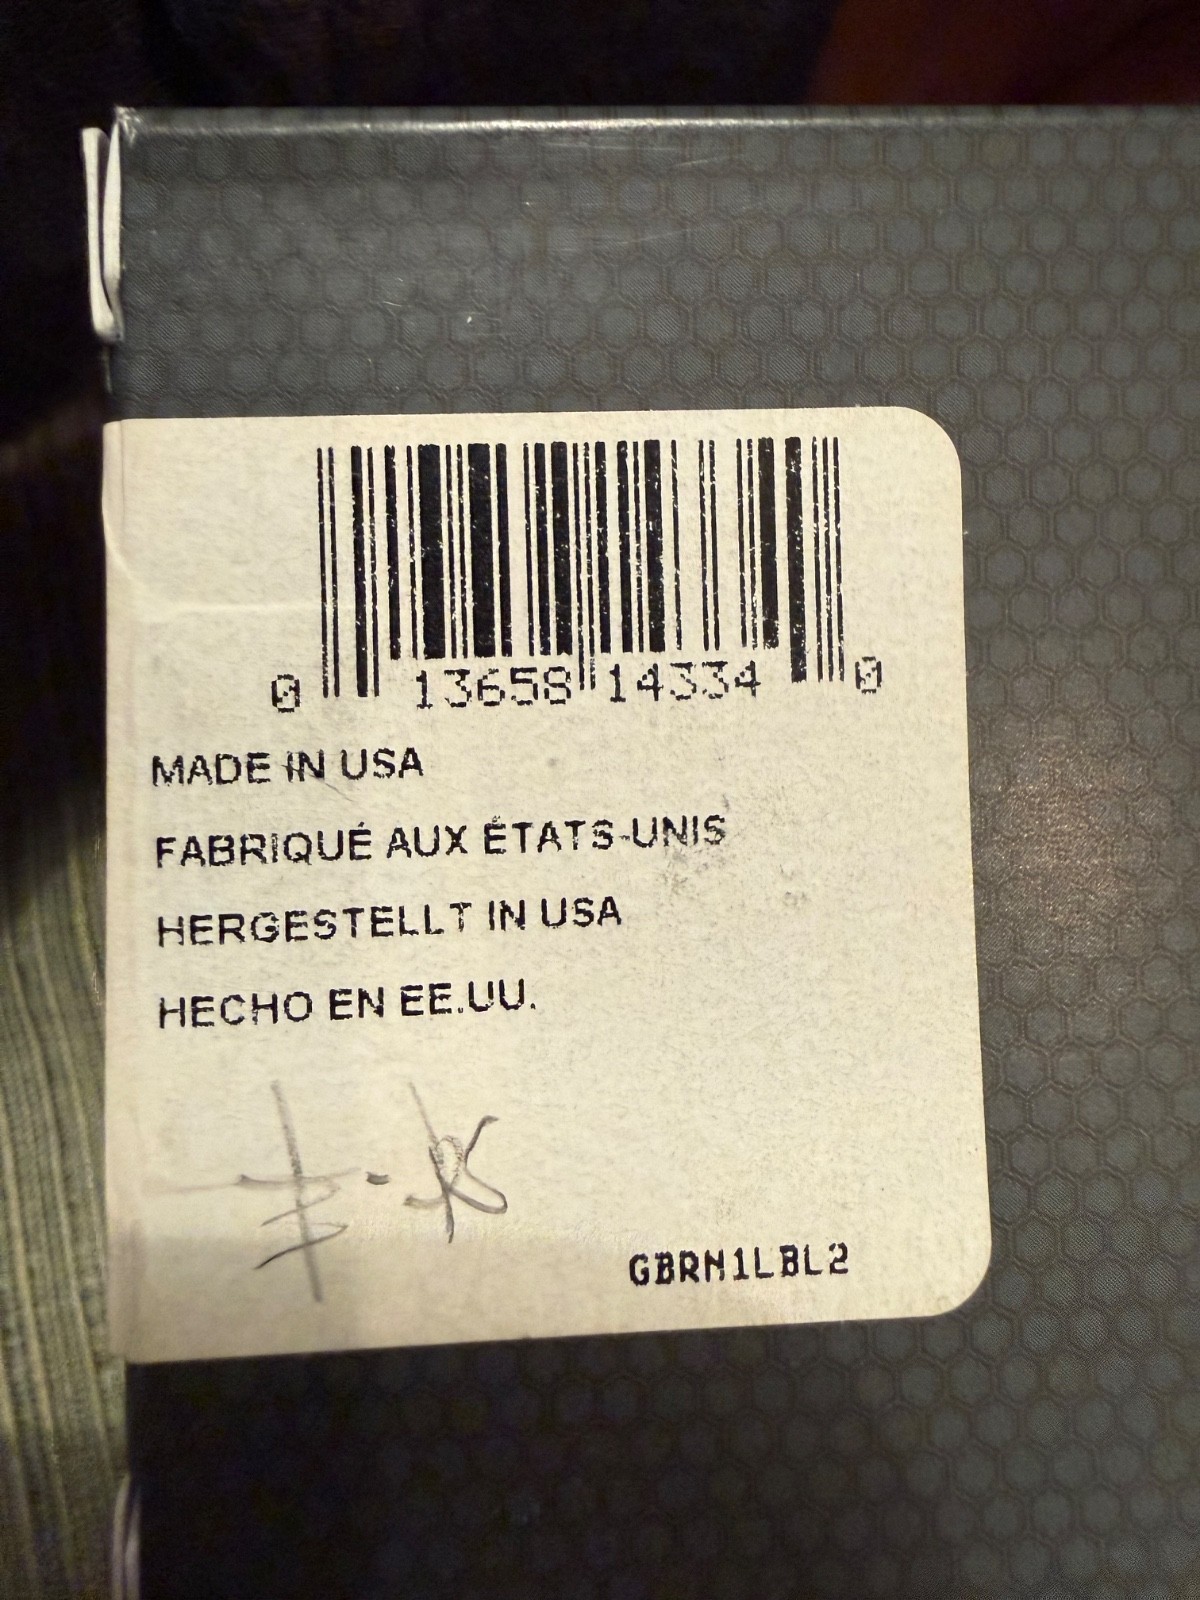 0 13658 14334 0
MADE IN USA
FABRIQUÉ AUX ÉTATS-UNIS
HERGESTELLT IN USA
HECHO EN EE.UU.
GBRN1LBL2